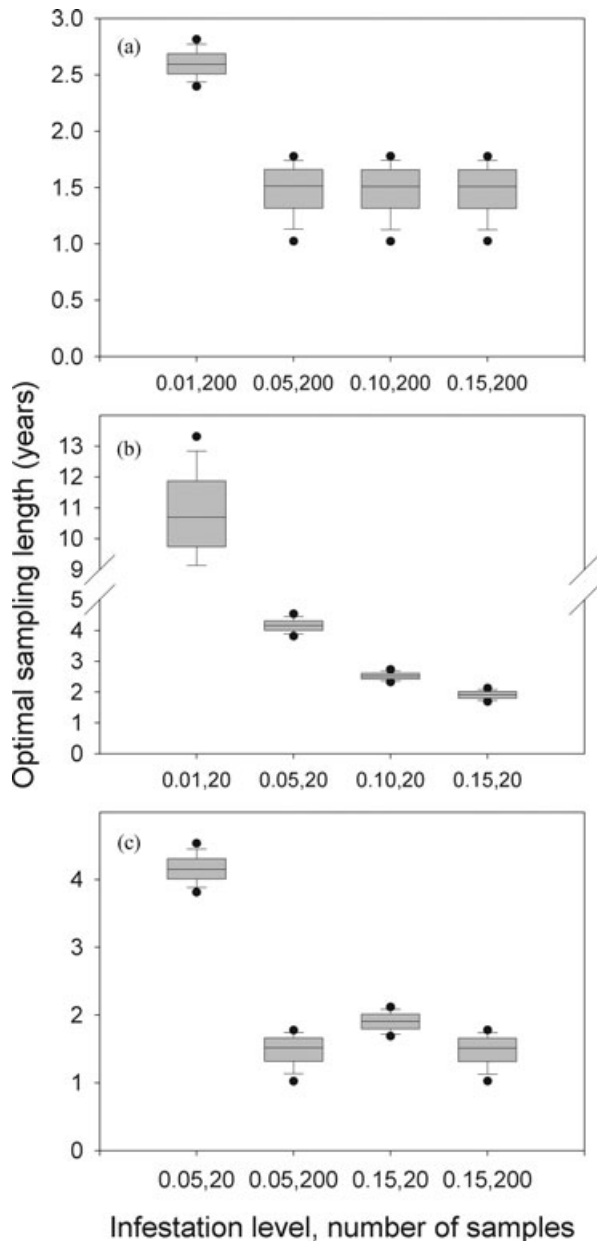 Optimal sampling length (years)
(a)
3.0
2.5
2.0
1.5
1.0
0.5
0.0
0.01,200 0.05,200 0.10,200 0.15,200
(b)
13
12
11
10
9
5
4
3
2
1
0
0.01,20 0.05,20 0.10,20 0.15,20
(c)
4
3
2
1
0
0.05,20 0.05,200 0.15,20 0.15,200
Infestation level, number of samples